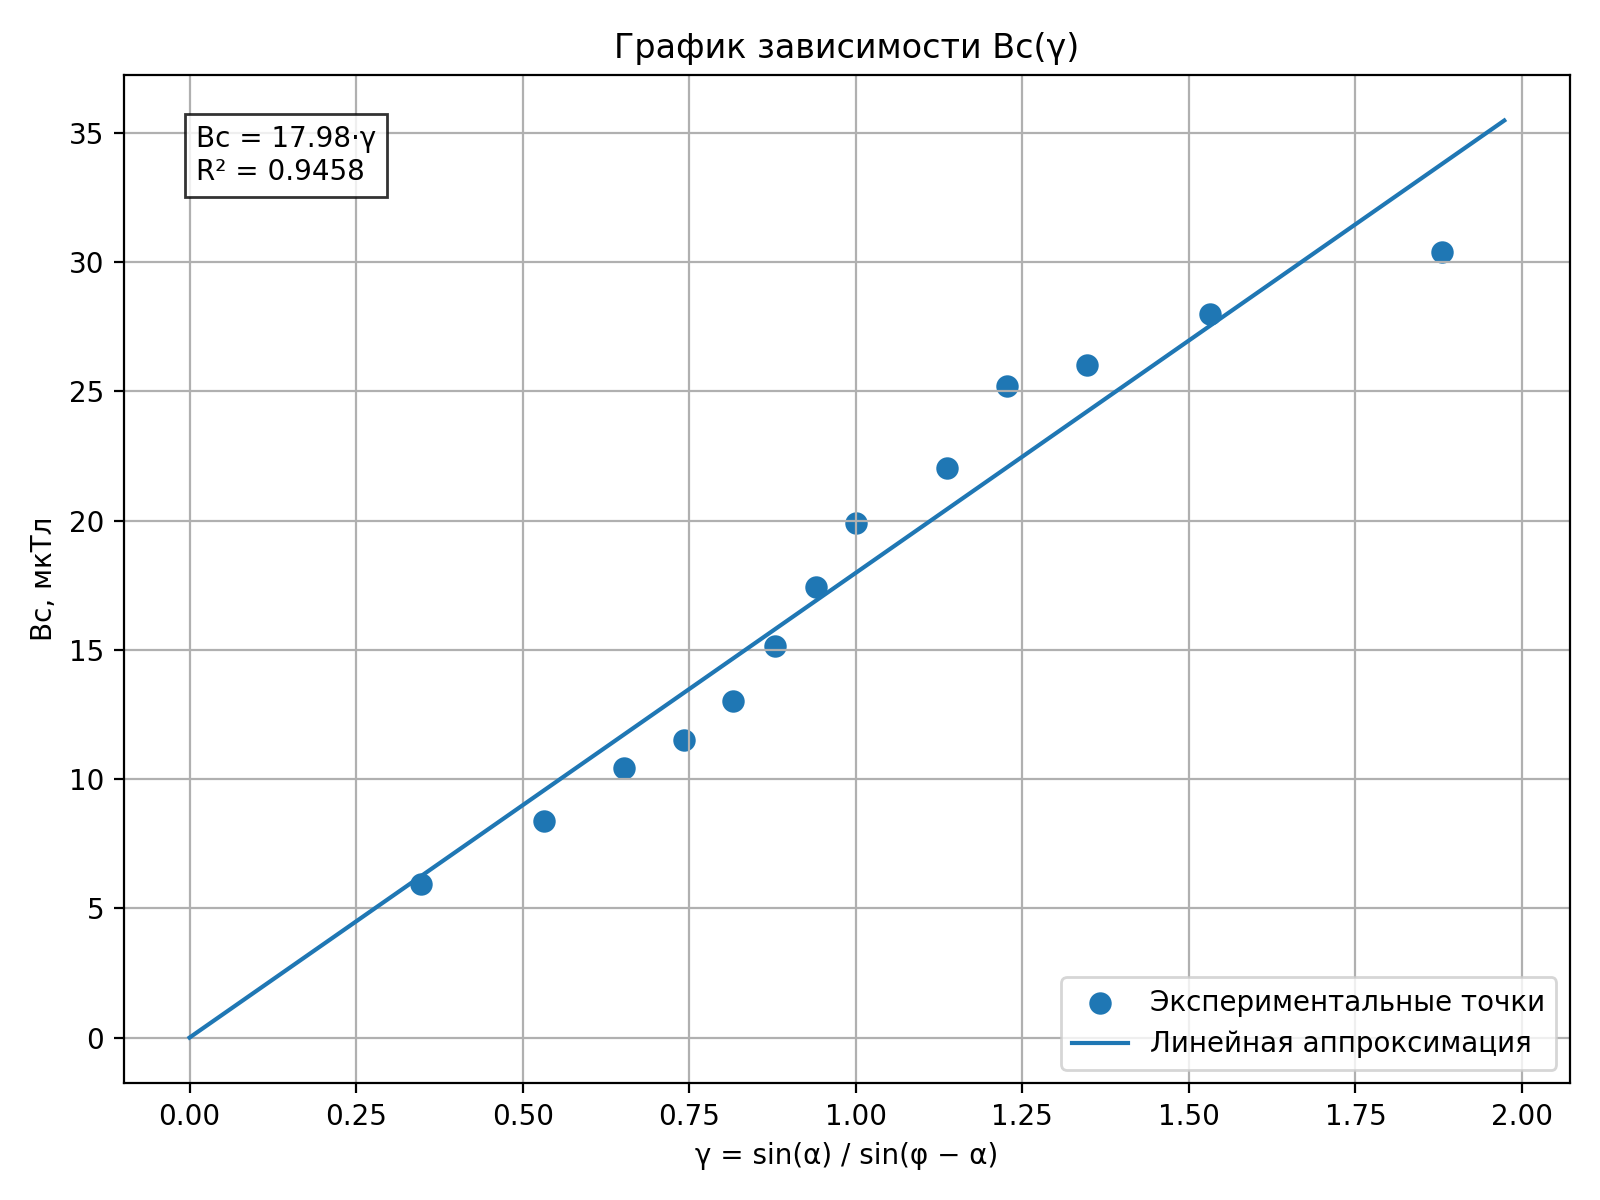 График зависимости Bc(γ)
Bc = 17.98·γ
R² = 0.9458
35
30
25
20
15
10
5
0
Bc, мкТл
0.00 0.25 0.50 0.75 1.00 1.25 1.50 1.75 2.00
γ = sin(α) / sin(φ − α)
Экспериментальные точки
Линейная аппроксимация